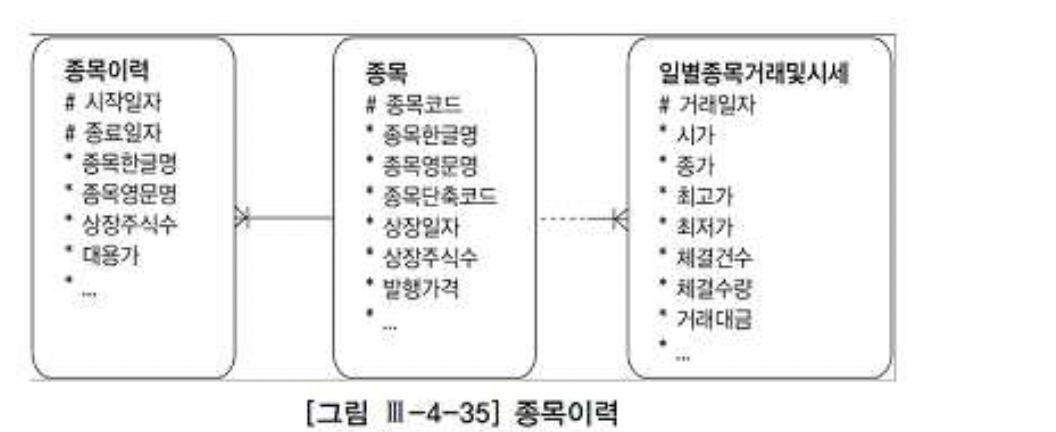 종목이력
# 시작일자
# 종료일자
* 종목한글명
* 종목영문명
* 상장주식수
* 대용가
* ...
종목
# 종목코드
* 종목한글명
* 종목영문명
* 종목단축코드
* 상장일자
* 상장주식수
* 발행가격
* ...
일별종목거래및시세
# 거래일자
* 시가
* 종가
* 최고가
* 최저가
* 체결건수
* 체결수량
* 거래대금
* ...
[그림 Ⅲ-4-35] 종목이력